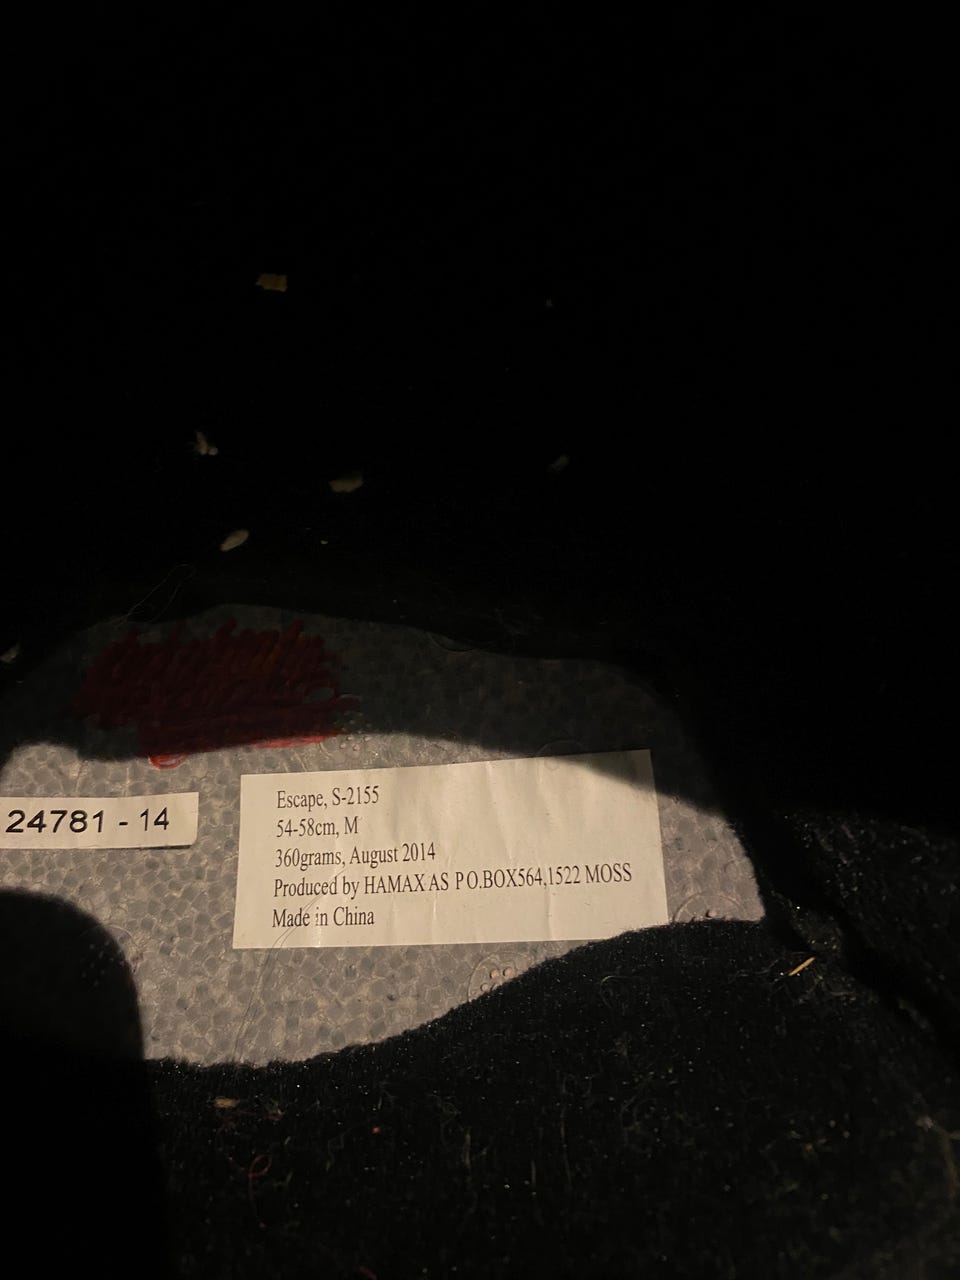 24781 - 14
Escape, S-2155
54-58cm, M
360grams, August 2014
Produced by HAMAX AS P O.BOX564,1522 MOSS
Made in China